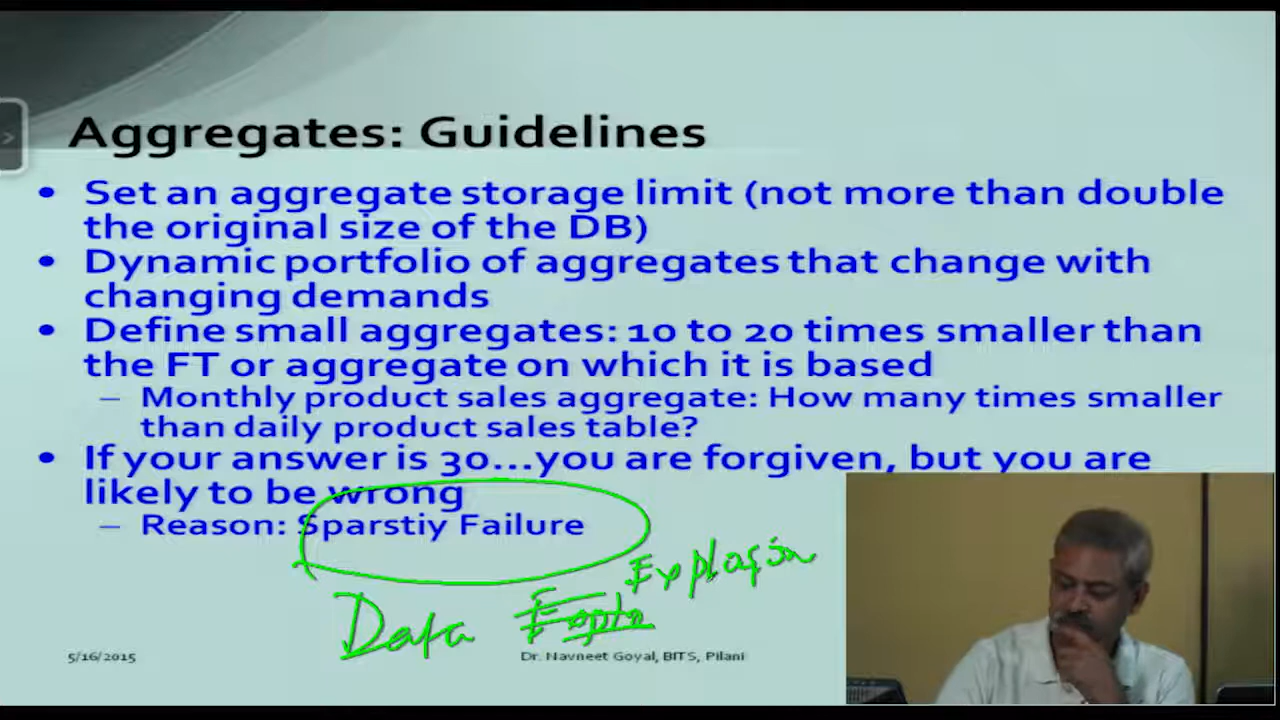 Aggregates: Guidelines
• Set an aggregate storage limit (not more than double
the original size of the DB)
• Dynamic portfolio of aggregates that change with
changing demands
• Define small aggregates: 10 to 20 times smaller than
the FT or aggregate on which it is based
– Monthly product sales aggregate: How many times smaller
than daily product sales table?
• If your answer is 30...you are forgiven, but you are
likely to be wrong
– Reason: Sparstiy Failure
Data Explosion
5/16/2015
Dr. Navneet Goyal, BITS, Pilani